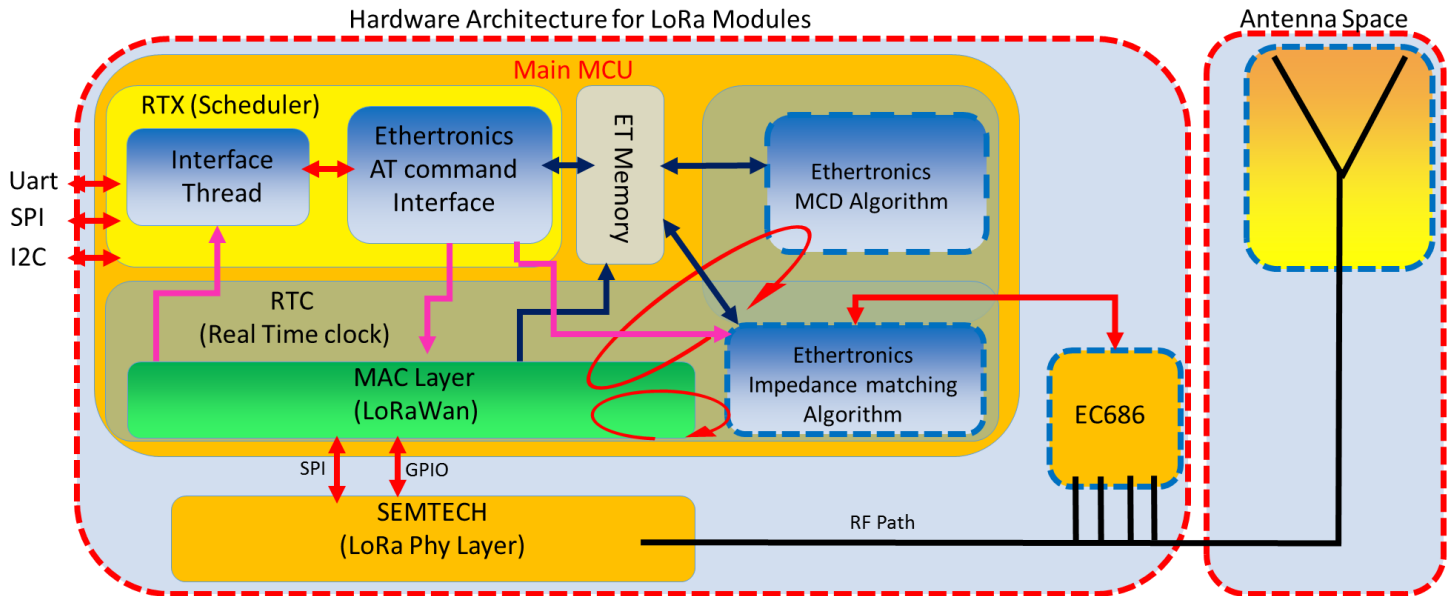 Hardware Architecture for LoRa Modules
Antenna Space
Main MCU
RTX (Scheduler)
Interface
Thread
Ethertronics
AT command
Interface
ET Memory
Ethertronics
MCD Algorithm
Uart
SPI
I2C
RTC
(Real Time clock)
MAC Layer
(LoRaWan)
Ethertronics
Impedance matching
Algorithm
EC686
SPI
GPIO
SEMTECH
(LoRa Phy Layer)
RF Path